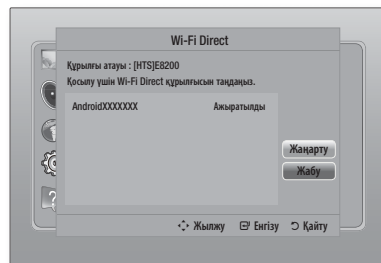 Wi-Fi Direct
Құрылғы атауы : [HTS]E8200
Қосылу үшін Wi-Fi Direct құрылғысын таңдаңыз.
AndroidXXXXXXX Ажыратылды
Жаңарту
Жабу
Жылжу Енгізу Қайту